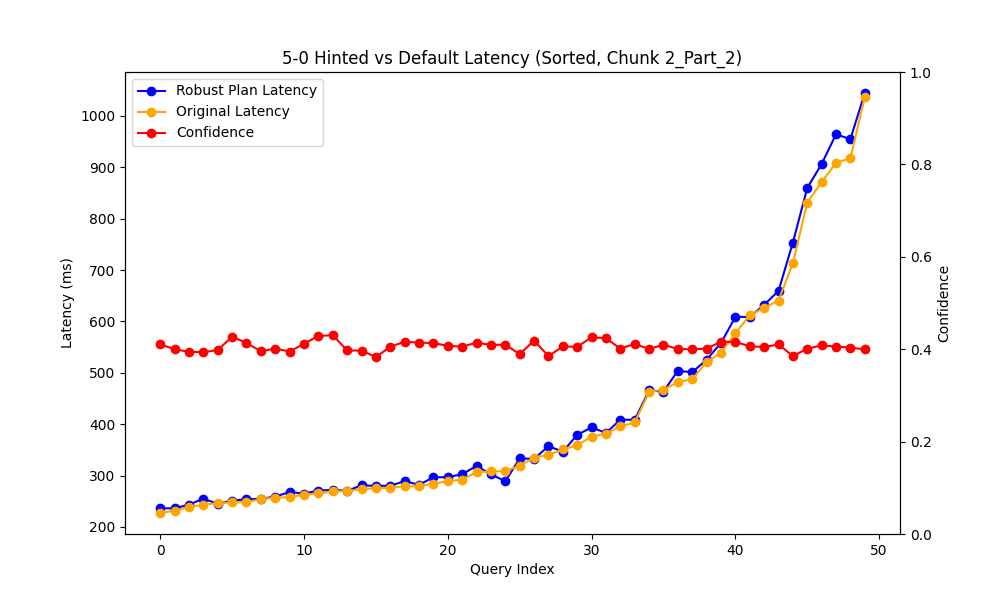 5-0 Hinted vs Default Latency (Sorted, Chunk 2_Part_2)
Robust Plan Latency
Original Latency
Confidence
Latency (ms)
1000
900
800
700
600
500
400
300
200
1.0
0.8
0.6
0.4
0.2
0.0
Confidence
0 10 20 30 40 50
Query Index